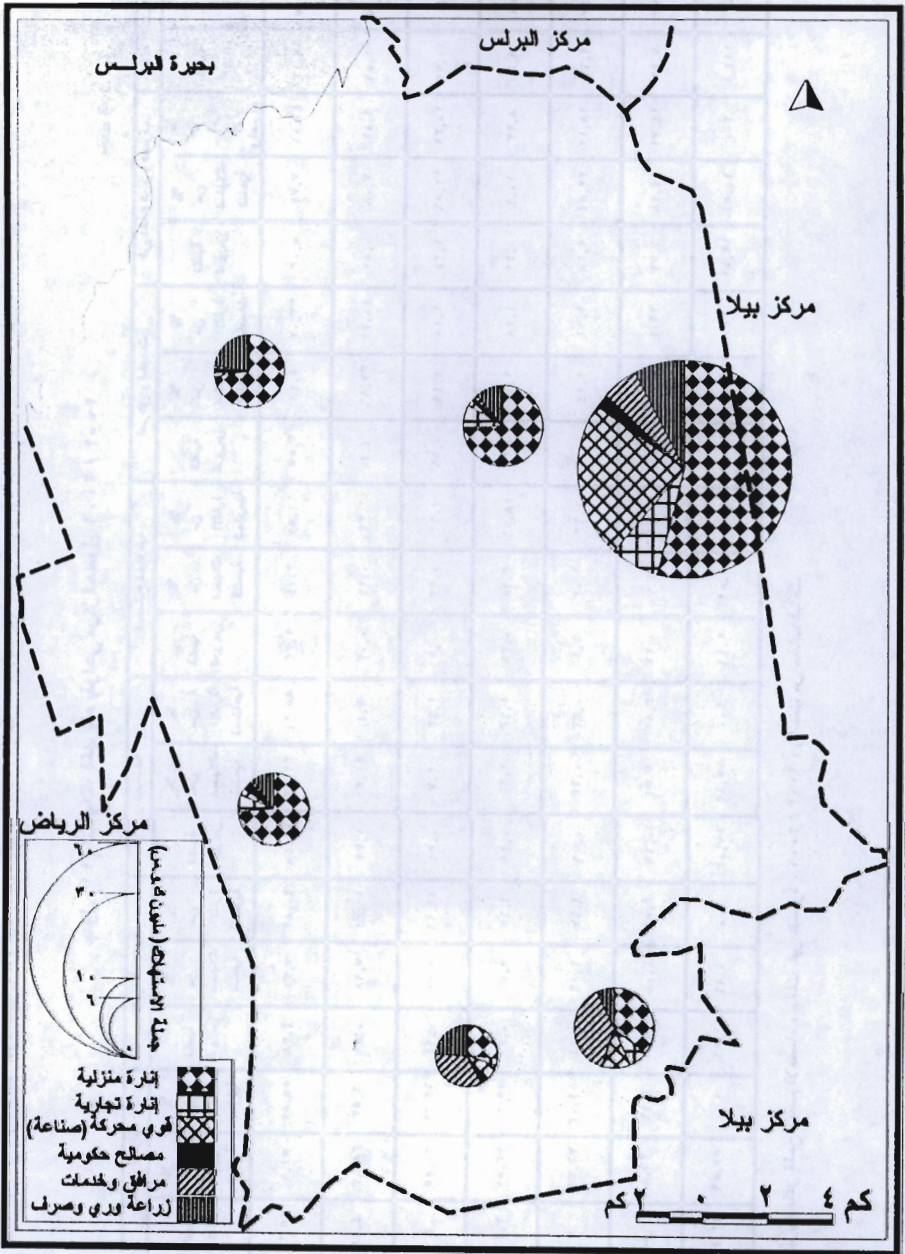 مركز البرلس
بحيرة البرلس
مركز بيلا
مركز الرياض
جملة الاستهلاك (مليون ك.و.س)
٦٠
٣٠
١٠
٦
إنارة منزلية
إنارة تجارية
قوي محركة (صناعة)
مصالح حكومية
مرافق وخدمات
زراعة وري وصرف
مركز بيلا
كم ٤ ٢ ٠ ٢ كم